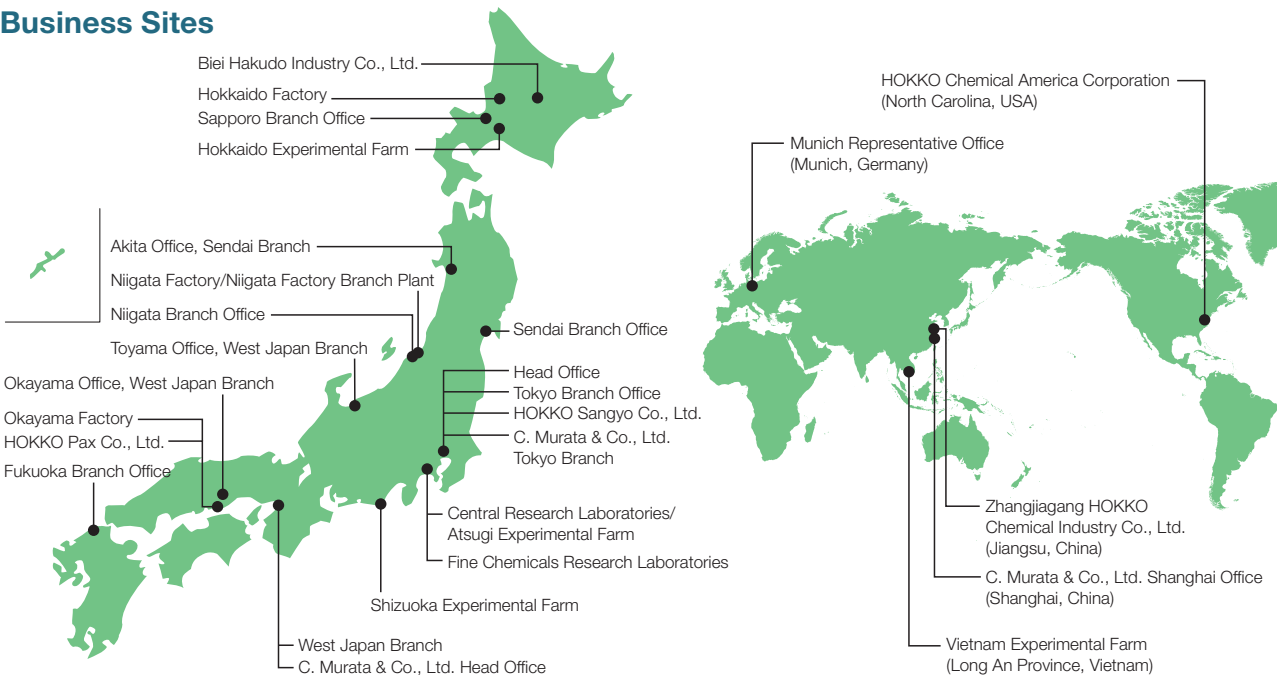 Business Sites
Biei Hakudo Industry Co., Ltd.
Hokkaido Factory
Sapporo Branch Office
Hokkaido Experimental Farm
Akita Office, Sendai Branch
Niigata Factory/Niigata Factory Branch Plant
Niigata Branch Office
Toyama Office, West Japan Branch
Okayama Office, West Japan Branch
Okayama Factory
HOKKO Pax Co., Ltd.
Fukuoka Branch Office
Sendai Branch Office
Head Office
Tokyo Branch Office
HOKKO Sangyo Co., Ltd.
C. Murata & Co., Ltd.
Tokyo Branch
Central Research Laboratories/
Atsugi Experimental Farm
Fine Chemicals Research Laboratories
Shizuoka Experimental Farm
West Japan Branch
C. Murata & Co., Ltd. Head Office
HOKKO Chemical America Corporation
(North Carolina, USA)
Munich Representative Office
(Munich, Germany)
Zhangjiagang HOKKO
Chemical Industry Co., Ltd.
(Jiangsu, China)
C. Murata & Co., Ltd. Shanghai Office
(Shanghai, China)
Vietnam Experimental Farm
(Long An Province, Vietnam)